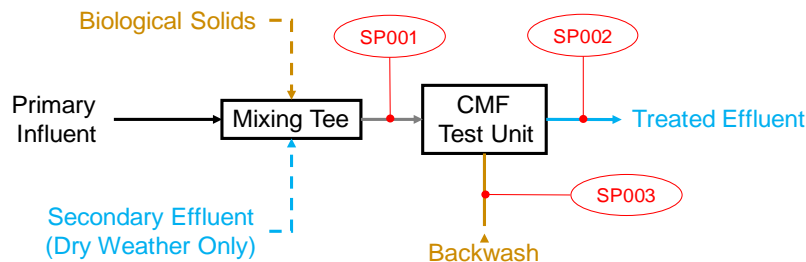 Biological Solids
SP001
SP002
Primary
Influent
Mixing Tee
CMF
Test Unit
Treated Effluent
SP003
Secondary Effluent
(Dry Weather Only)
Backwash